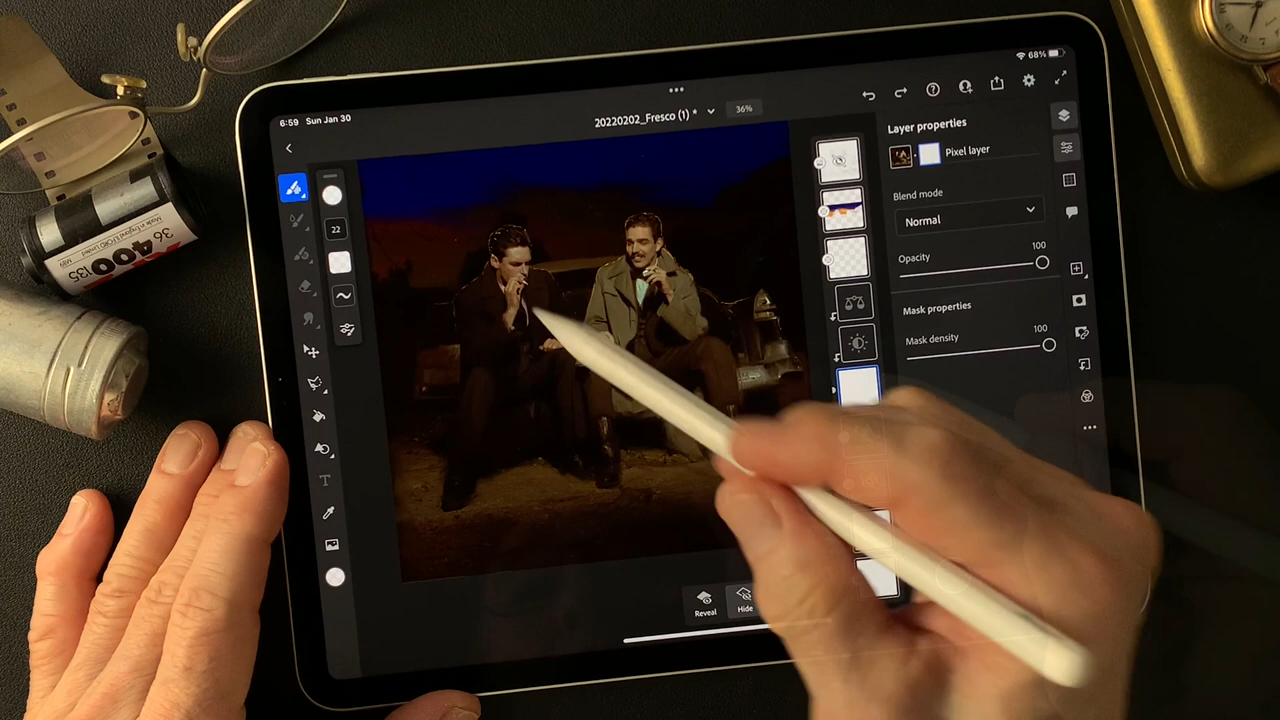 6:59 Sun Jan 30
68%
20220202_Fresco (1) *
36%
Layer properties
Pixel layer
Blend mode
Normal
Opacity
100
Mask properties
Mask density
100
22
T
Reveal
Hide
400
36
135